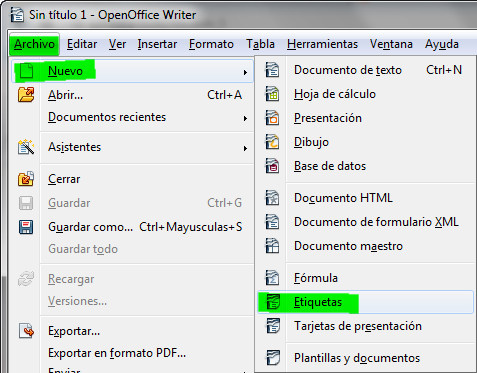 Sin título 1 - OpenOffice Writer
Archivo Editar Ver Insertar Formato Tabla Herramientas Ventana Ayuda
Nuevo
Abrir... Ctrl+A
Documentos recientes
Asistentes
Cerrar
Guardar Ctrl+G
Guardar como... Ctrl+Mayusculas+S
Guardar todo
Recargar
Versiones...
Exportar...
Exportar en formato PDF...
Enviar
Documento de texto Ctrl+N
Hoja de cálculo
Presentación
Dibujo
Base de datos
Documento HTML
Documento de formulario XML
Documento maestro
Fórmula
Etiquetas
Tarjetas de presentación
Plantillas y documentos